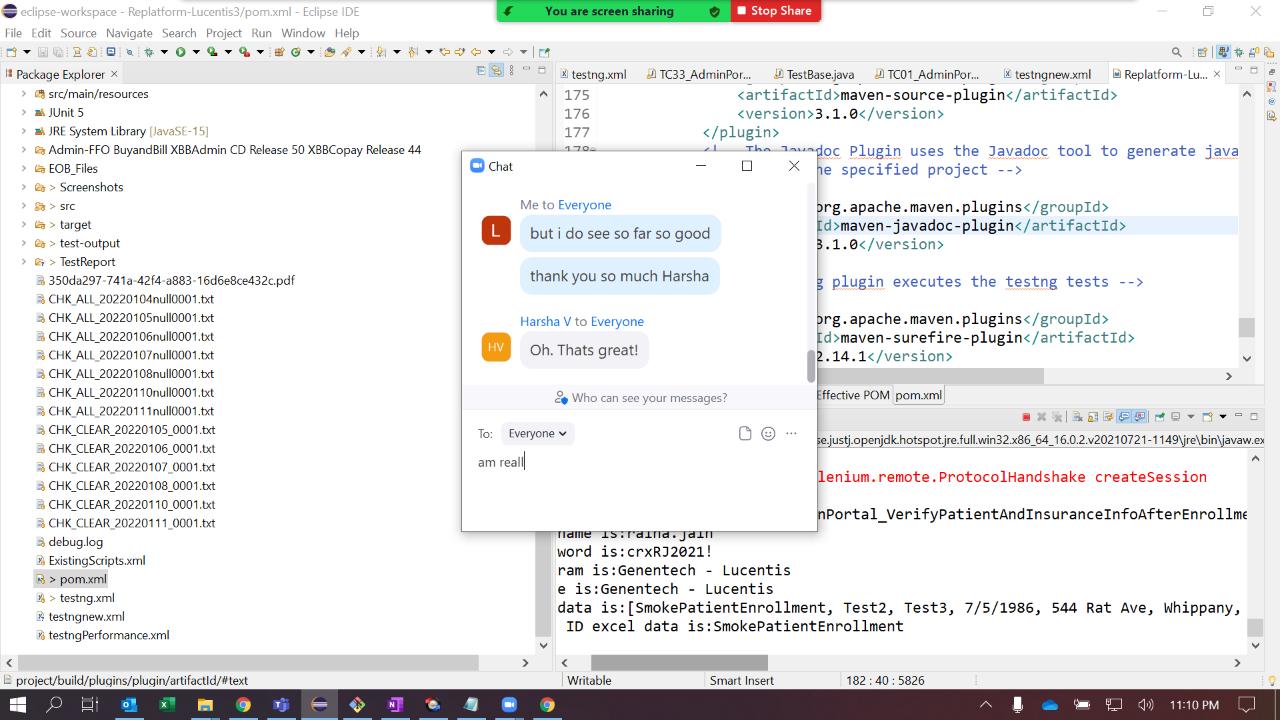 eclipse-workspace - Replatform-Lucentis3/pom.xml - Eclipse IDE
You are screen sharing
Stop Share
File Edit Source Navigate Search Project Run Window Help
Package Explorer
testng.xml
TC33_AdminPor...
TestBase.java
TC01_AdminPor...
testngnew.xml
Replatform-Lu...
src/main/resources
JUnit 5
JRE System Library [JavaSE-15]
Admin-FFO BuyandBill XBBAdmin CD Release 50 XBBCopay Release 44
EOB_Files
> Screenshots
> src
> target
> test-output
> TestReport
350da297-741a-42f4-a883-16d6e8ce432c.pdf
CHK_ALL_20220104null0001.txt
CHK_ALL_20220105null0001.txt
CHK_ALL_20220106null0001.txt
CHK_ALL_20220107null0001.txt
CHK_ALL_20220108null0001.txt
CHK_ALL_20220110null0001.txt
CHK_ALL_20220111null0001.txt
CHK_CLEAR_20220105_0001.txt
CHK_CLEAR_20220106_0001.txt
CHK_CLEAR_20220107_0001.txt
CHK_CLEAR_20220108_0001.txt
CHK_CLEAR_20220110_0001.txt
CHK_CLEAR_20220111_0001.txt
debug.log
ExistingScripts.xml
> pom.xml
> testng.xml
testngnew.xml
testngPerformance.xml
175 <artifactId>maven-source-plugin</artifactId>
176 <version>3.1.0</version>
177 </plugin>
The Javadoc Plugin uses the Javadoc tool to generate java
he specified project -->
org.apache.maven.plugins</groupId>
d>maven-javadoc-plugin</artifactId>
3.1.0</version>
g plugin executes the testng tests -->
org.apache.maven.plugins</groupId>
d>maven-surefire-plugin</artifactId>
2.14.1</version>
Effective POM pom.xml
Chat
Me to Everyone
L
but i do see so far so good
thank you so much Harsha
Harsha V to Everyone
HV
Oh. Thats great!
Who can see your messages?
To: Everyone
am reall
se.justj.openjdk.hotspot.jre.full.win32.x86_64_16.0.2.v20210721-1149\jre\bin\javaw.ex
lenium.remote.ProtocolHandshake createSession
nPortal_VerifyPatientAndInsuranceInfoAfterEnrollme
name is:raina.jain
word is:crxRJ2021!
ram is:Genentech - Lucentis
e is:Genentech - Lucentis
data is:[SmokePatientEnrollment, Test2, Test3, 7/5/1986, 544 Rat Ave, Whippany,
ID excel data is:SmokePatientEnrollment
project/build/plugins/plugin/artifactId/#text
Writable
Smart Insert
182 : 40 : 5826
11:10 PM